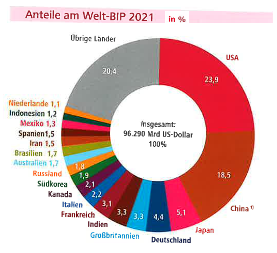 Anteile am Welt-BIP 2021 in %
Übrige Länder
USA
20,4
23,9
Niederlande 1,1
Indonesien 1,2
Mexiko 1,3
Spanien1,5
Iran 1,5
Brasilien 1,7
Australien 1,7
Insgesamt:
96.290 Mrd US-Dollar
100%
Russland
1,8
Südkorea
1,9
Kanada
2,1
Italien
2,2
Frankreich
3,1
Indien
3,3
Großbritannien
3,3
Deutschland
4,4
Japan
5,1
China 1)
18,5